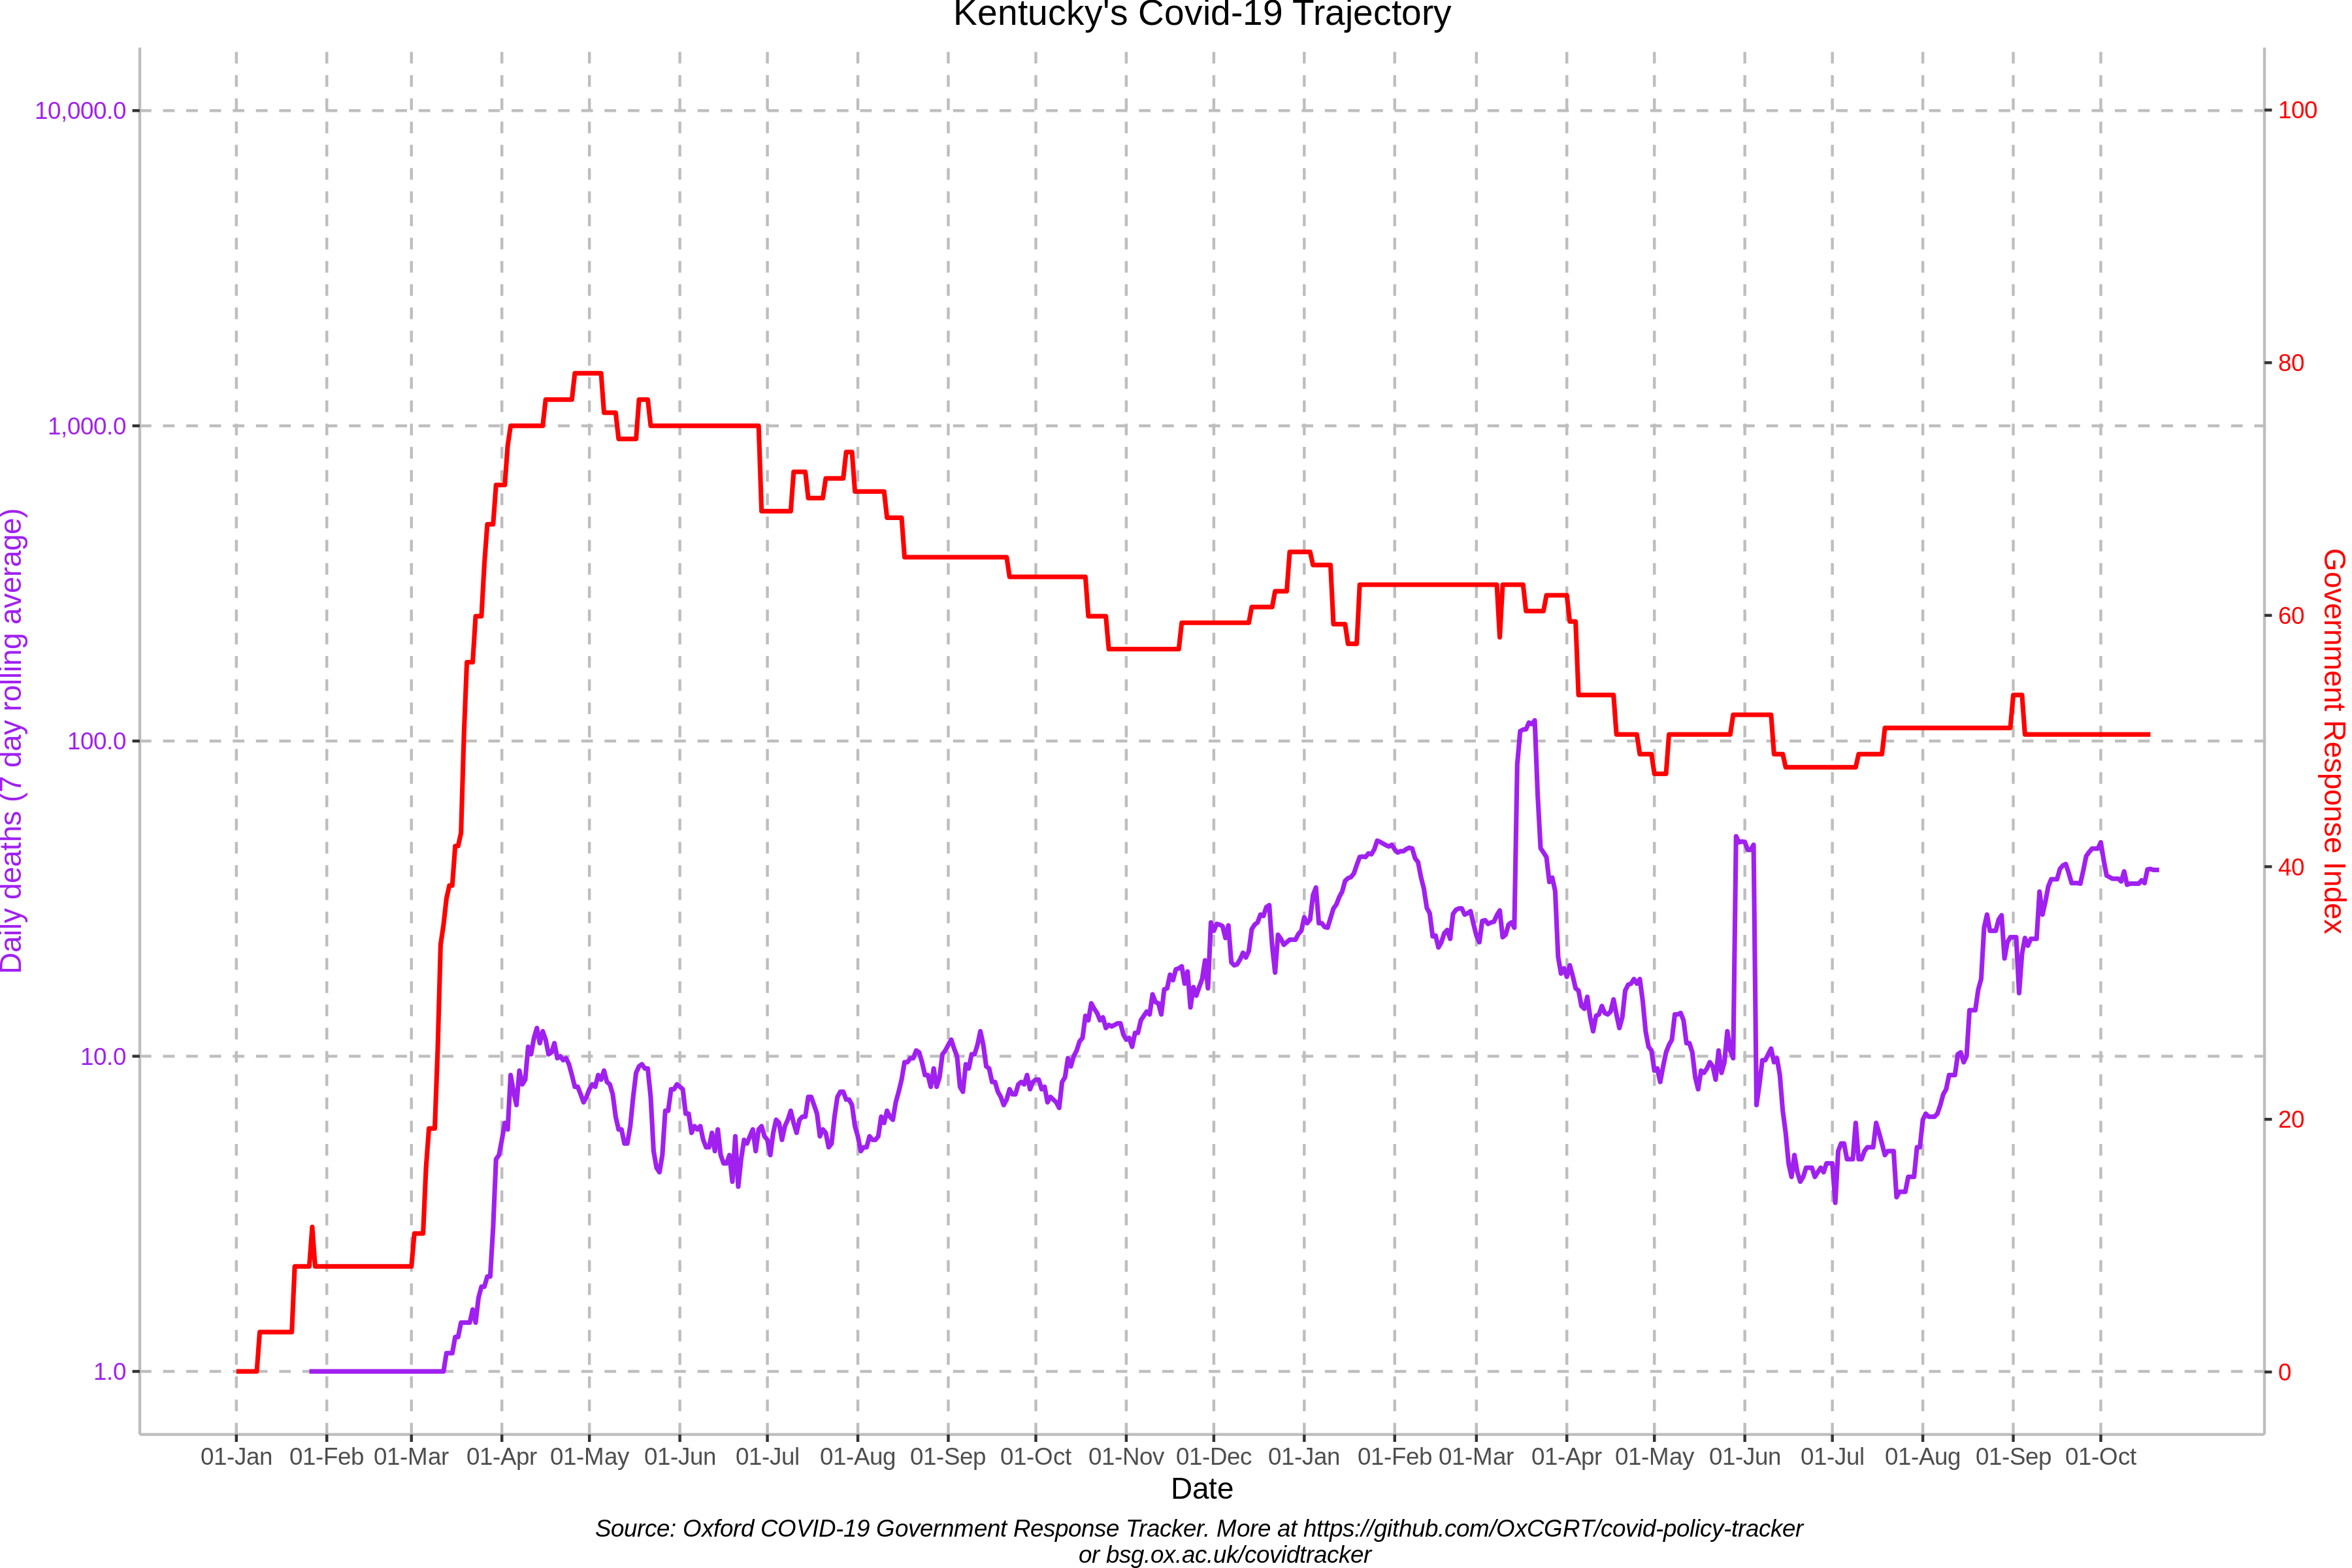 Kentucky's Covid-19 Trajectory
10,000.0
1,000.0
100.0
10.0
1.0
Daily deaths (7 day rolling average)
100
80
60
40
20
0
Government Response Index
01-Jan 01-Feb 01-Mar 01-Apr 01-May 01-Jun 01-Jul 01-Aug 01-Sep 01-Oct 01-Nov 01-Dec 01-Jan 01-Feb 01-Mar 01-Apr 01-May 01-Jun 01-Jul 01-Aug 01-Sep 01-Oct
Date
Source: Oxford COVID-19 Government Response Tracker. More at https://github.com/OxCGRT/covid-policy-tracker
or bsg.ox.ac.uk/covidtracker